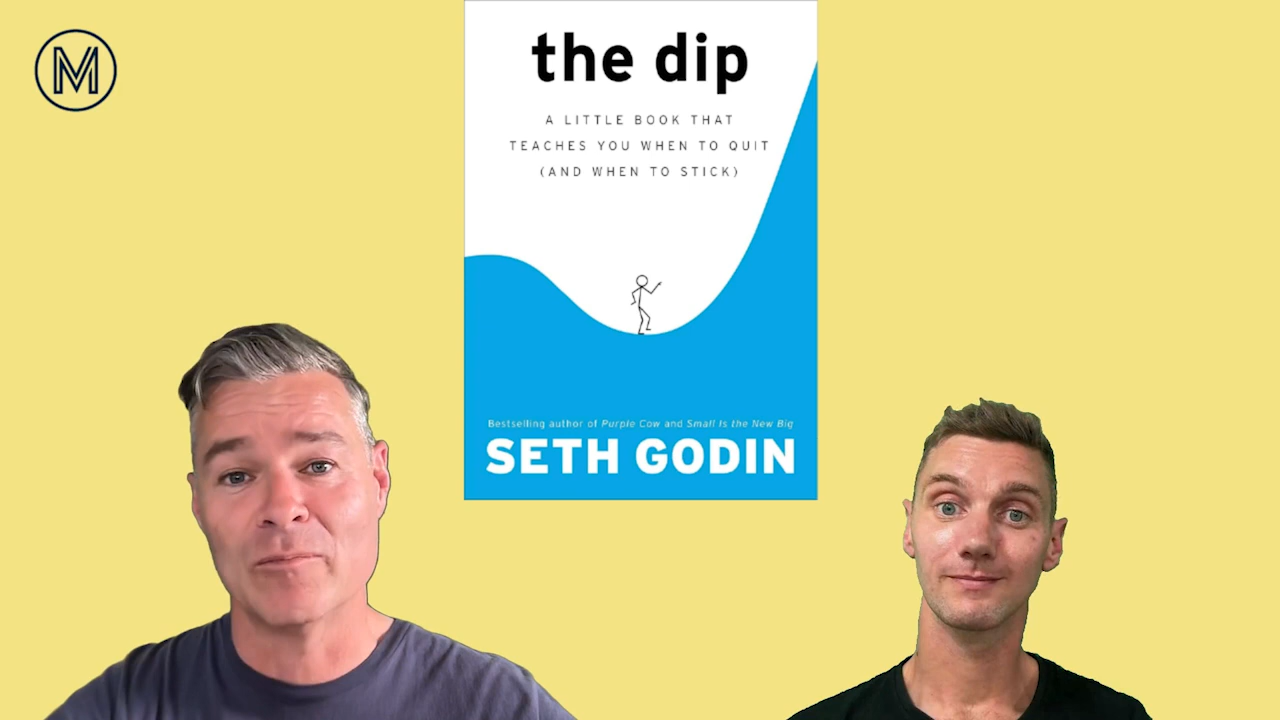 M
the dip
A LITTLE BOOK THAT
TEACHES YOU WHEN TO QUIT
(AND WHEN TO STICK)
Bestselling author of Purple Cow and Small Is the New Big
SETH GODIN